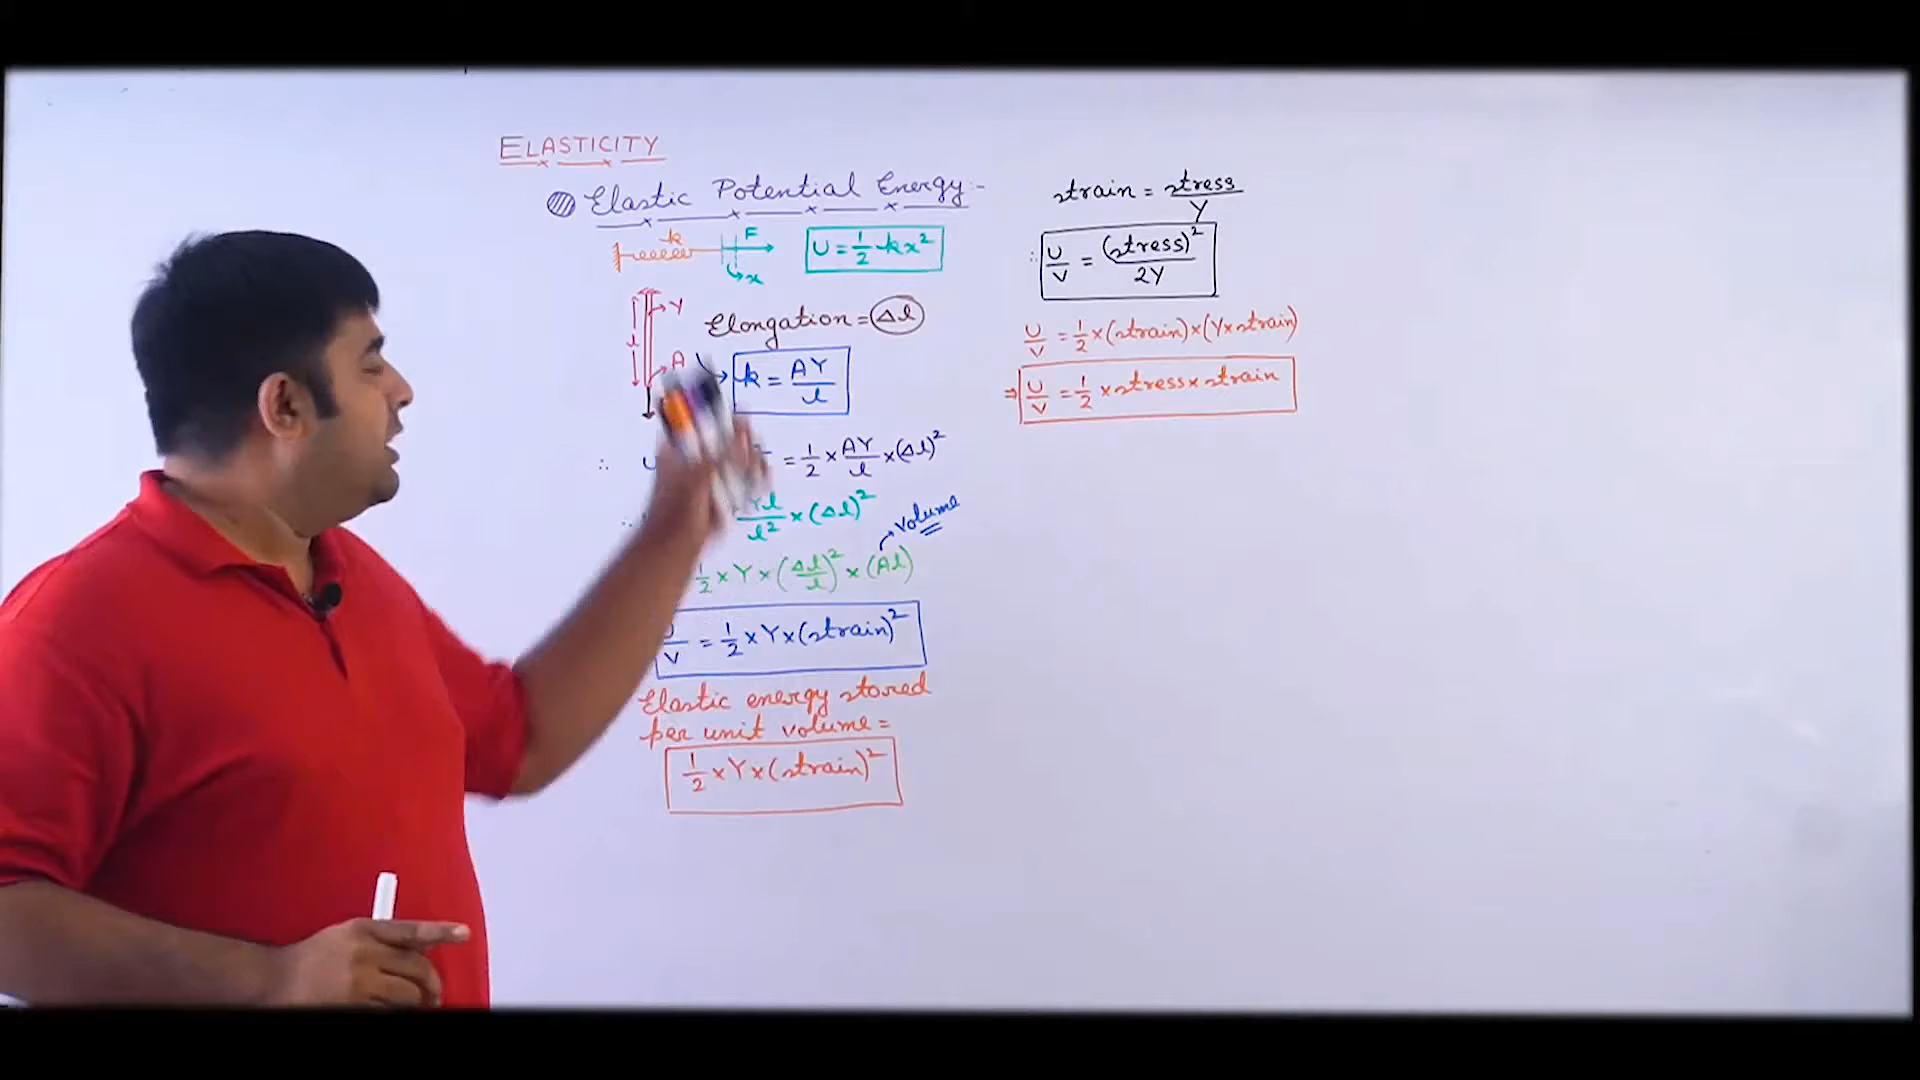 ELASTICITY
Elastic Potential Energy:-
k F x U = 1/2 kx²
l Y A
Elongation = Δl
k = AY/l
∴ U = 1/2 × AY/l × (Δl)²
∴ Yl/l² × (Δl)²
Volume
1/2 × Y × (Δl/l)² × (Al)
U/V = 1/2 × Y × (strain)²
Elastic energy stored
per unit volume =
1/2 × Y × (strain)²
strain = stress/Y
∴ U/V = (stress)²/2Y
U/V = 1/2 × (strain) × (Y × strain)
⇒ U/V = 1/2 × stress × strain